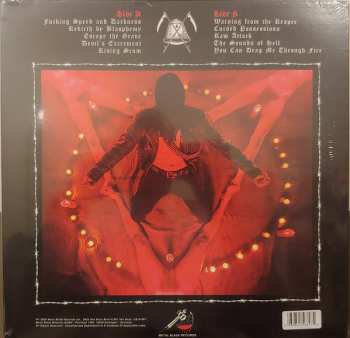 Side A
Fucking Speed and Darkness
Rebirth by Blasphemy
Escape the Grave
Devil's Excrement
Rising Scum
Side B
Warning from the Reaper
Cursed Possessions
Raw Attack
The Sounds of Hell
You Can Drag Me Through Fire
METAL BLADE RECORDS